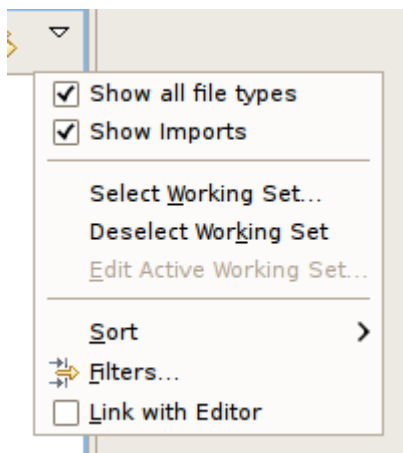 Show all file types
Show Imports
Select Working Set...
Deselect Working Set
Edit Active Working Set...
Sort
Filters...
Link with Editor